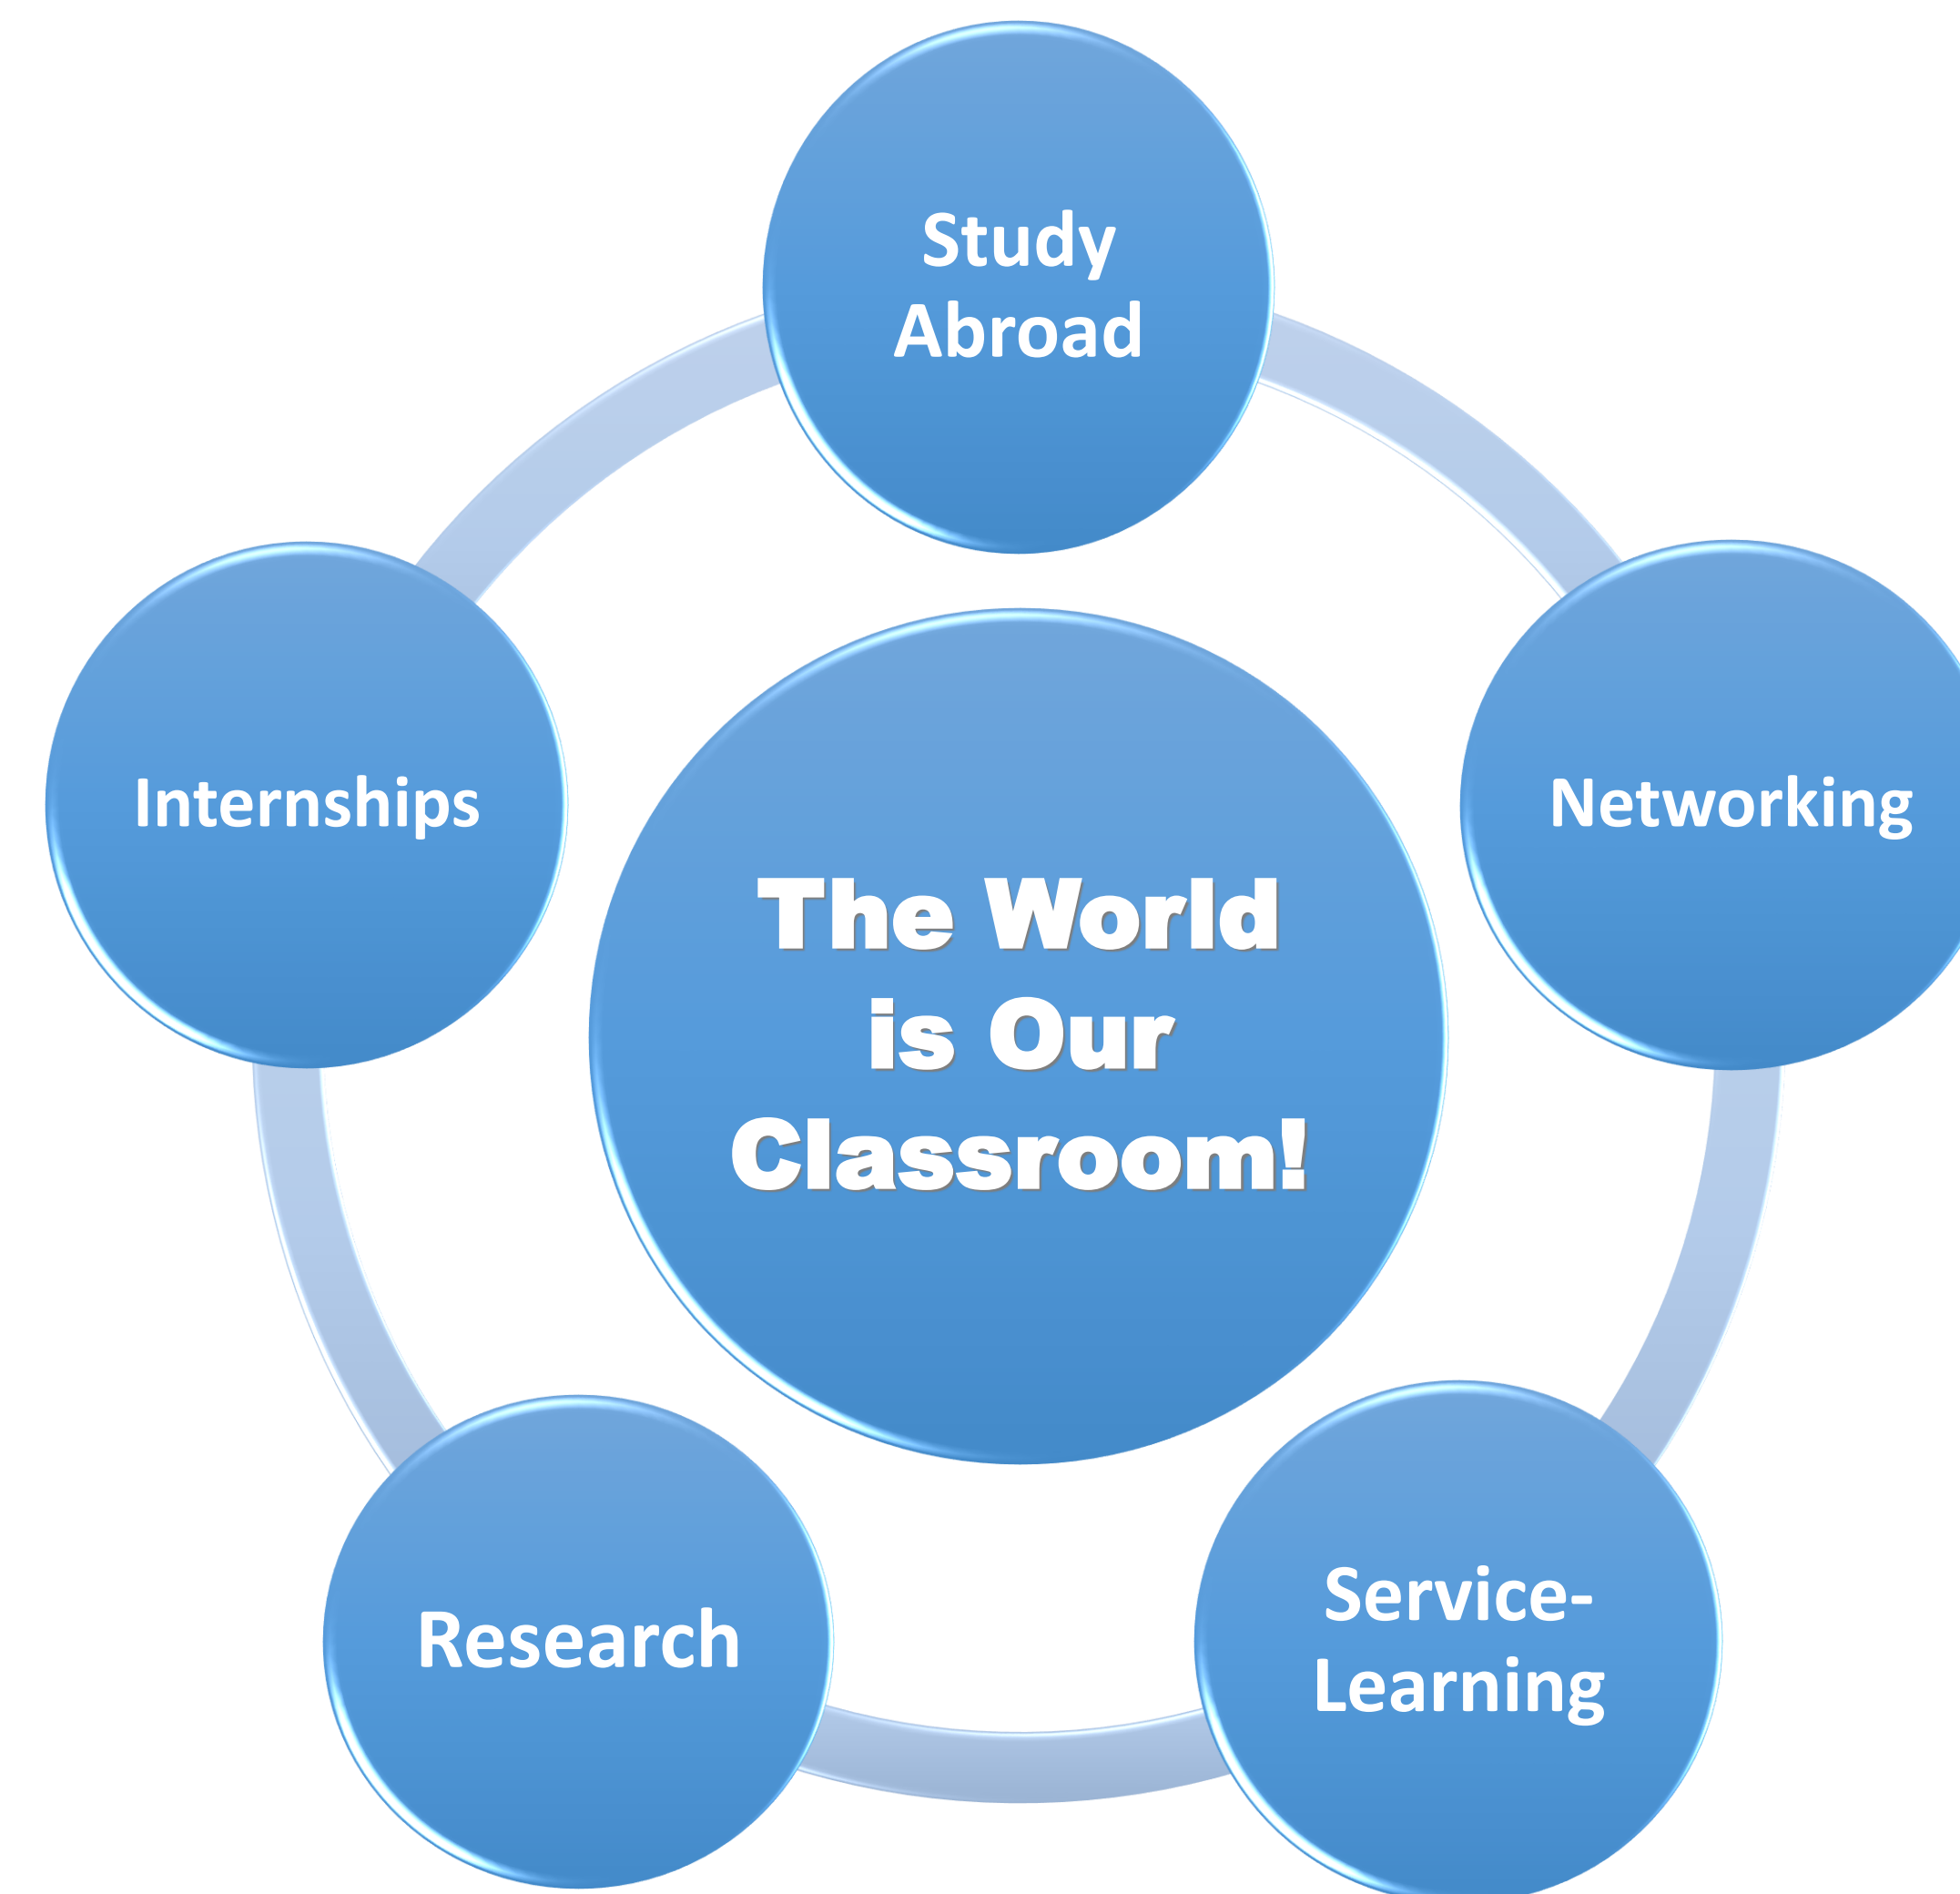 Study
Abroad
Internships
Networking
The World
is Our
Classroom!
Research
Service-
Learning